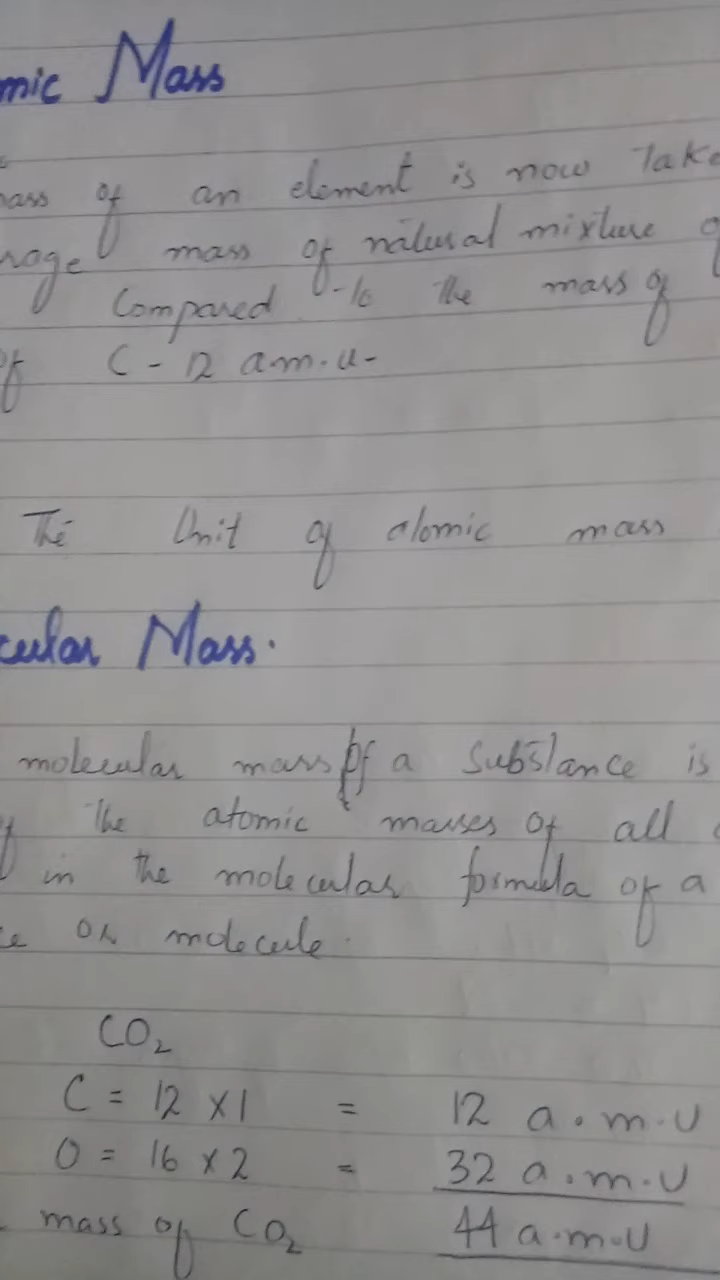 mic Mass
ass of an element is now Take
rage mass of natural mixture
Compared to the mass of
of C - 12 a.m.u-
The Unit of atomic mass
cular Mass.
molecular mass of a Substance is
The atomic masses of all
in the molecular formula of a
ce or molecule.
CO₂
C = 12 x 1 = 12 a.m.u
O = 16 x 2 = 32 a.m.u
mass of CO₂ 44 a.m.u